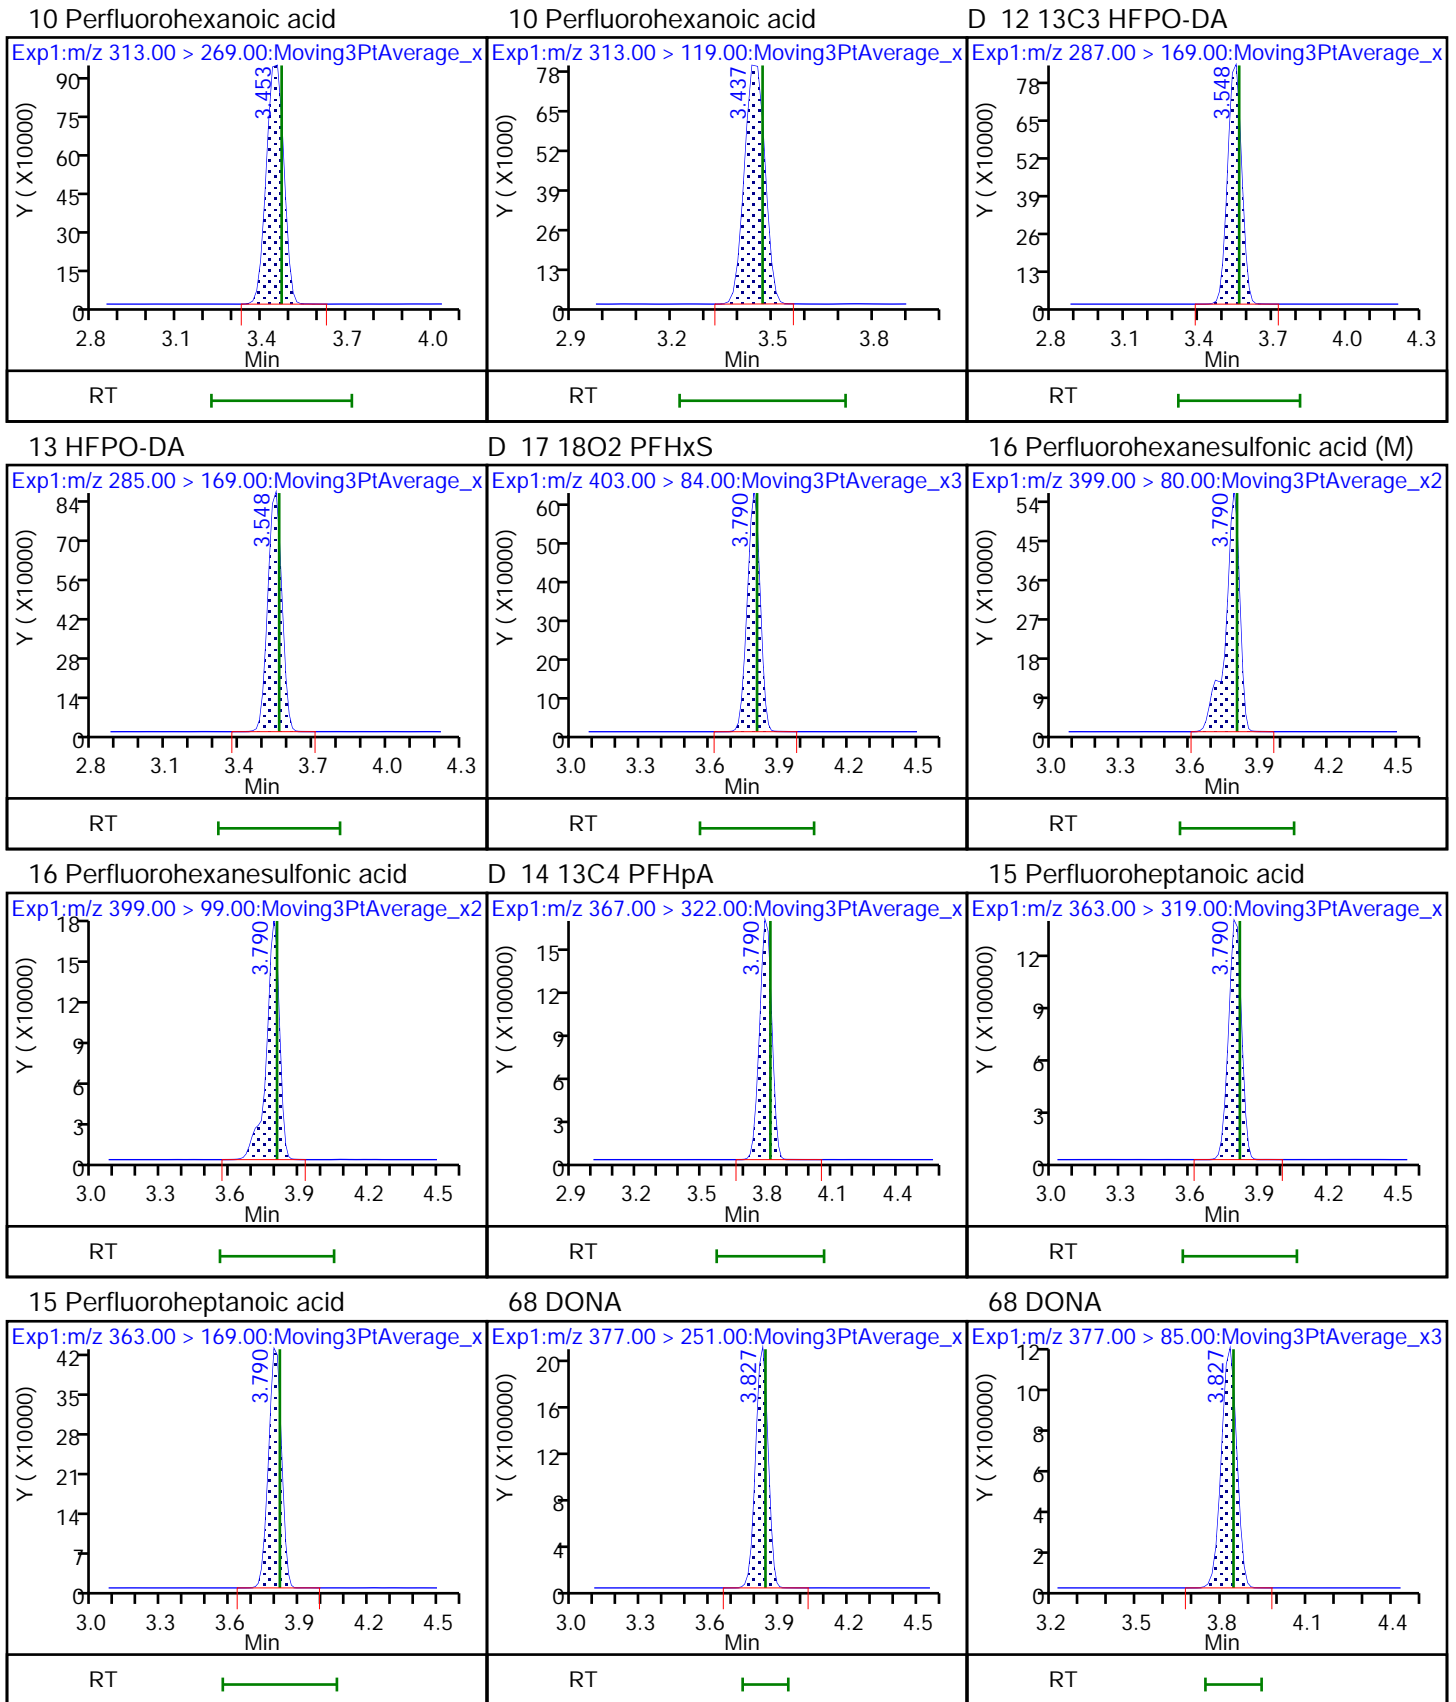 10 Perfluorohexanoic acid
Exp1:m/z 313.00 > 269.00:Moving3PtAverage_x
Y ( X10000)
90
75
60
45
30
15
0
3.453
2.8 3.1 3.4 3.7 4.0
Min
RT
10 Perfluorohexanoic acid
Exp1:m/z 313.00 > 119.00:Moving3PtAverage_x
Y ( X1000)
78
65
52
39
26
13
0
3.437
2.9 3.2 3.5 3.8
Min
RT
D 12 13C3 HFPO-DA
Exp1:m/z 287.00 > 169.00:Moving3PtAverage_x
Y ( X10000)
78
65
52
39
26
13
0
3.548
2.8 3.1 3.4 3.7 4.0 4.3
Min
RT
13 HFPO-DA
Exp1:m/z 285.00 > 169.00:Moving3PtAverage_x
Y ( X10000)
84
70
56
42
28
14
0
3.548
2.8 3.1 3.4 3.7 4.0 4.3
Min
RT
D 17 18O2 PFHxS
Exp1:m/z 403.00 > 84.00:Moving3PtAverage_x3
Y ( X10000)
60
50
40
30
20
10
0
3.790
3.0 3.3 3.6 3.9 4.2 4.5
Min
RT
16 Perfluorohexanesulfonic acid (M)
Exp1:m/z 399.00 > 80.00:Moving3PtAverage_x2
Y ( X10000)
54
45
36
27
18
9
0
3.790
3.0 3.3 3.6 3.9 4.2 4.5
Min
RT
16 Perfluorohexanesulfonic acid
Exp1:m/z 399.00 > 99.00:Moving3PtAverage_x2
Y ( X10000)
18
15
12
9
6
3
0
3.790
3.0 3.3 3.6 3.9 4.2 4.5
Min
RT
D 14 13C4 PFHpA
Exp1:m/z 367.00 > 322.00:Moving3PtAverage_x
Y ( X100000)
15
12
9
6
3
0
3.790
2.9 3.2 3.5 3.8 4.1 4.4
Min
RT
15 Perfluoroheptanoic acid
Exp1:m/z 363.00 > 319.00:Moving3PtAverage_x
Y ( X100000)
12
9
6
3
0
3.790
3.0 3.3 3.6 3.9 4.2 4.5
Min
RT
15 Perfluoroheptanoic acid
Exp1:m/z 363.00 > 169.00:Moving3PtAverage_x
Y ( X10000)
42
35
28
21
14
7
0
3.790
3.0 3.3 3.6 3.9 4.2 4.5
Min
RT
68 DONA
Exp1:m/z 377.00 > 251.00:Moving3PtAverage_x
Y ( X100000)
20
16
12
8
4
0
3.827
3.0 3.3 3.6 3.9 4.2 4.5
Min
RT
68 DONA
Exp1:m/z 377.00 > 85.00:Moving3PtAverage_x3
Y ( X100000)
12
10
8
6
4
2
0
3.827
3.2 3.5 3.8 4.1 4.4
Min
RT